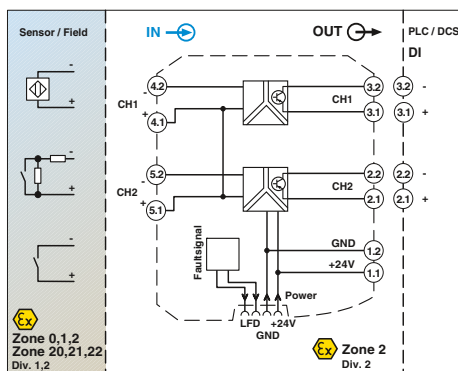 Sensor / Field
IN
OUT
PLC / DCS
DI
-
+
4.2
-
CH1
+
4.1
3.2
CH1
3.1
3.2
-
3.1
+
-
+
5.2
-
CH2
+
5.1
2.2
CH2
2.1
2.2
-
2.1
+
-
+
Faultsignal
GND
1.2
+24V
1.1
Power
LFD
+24V
GND
Ex
Zone 0,1,2
Zone 20,21,22
Div. 1,2
Ex
Zone 2
Div. 2